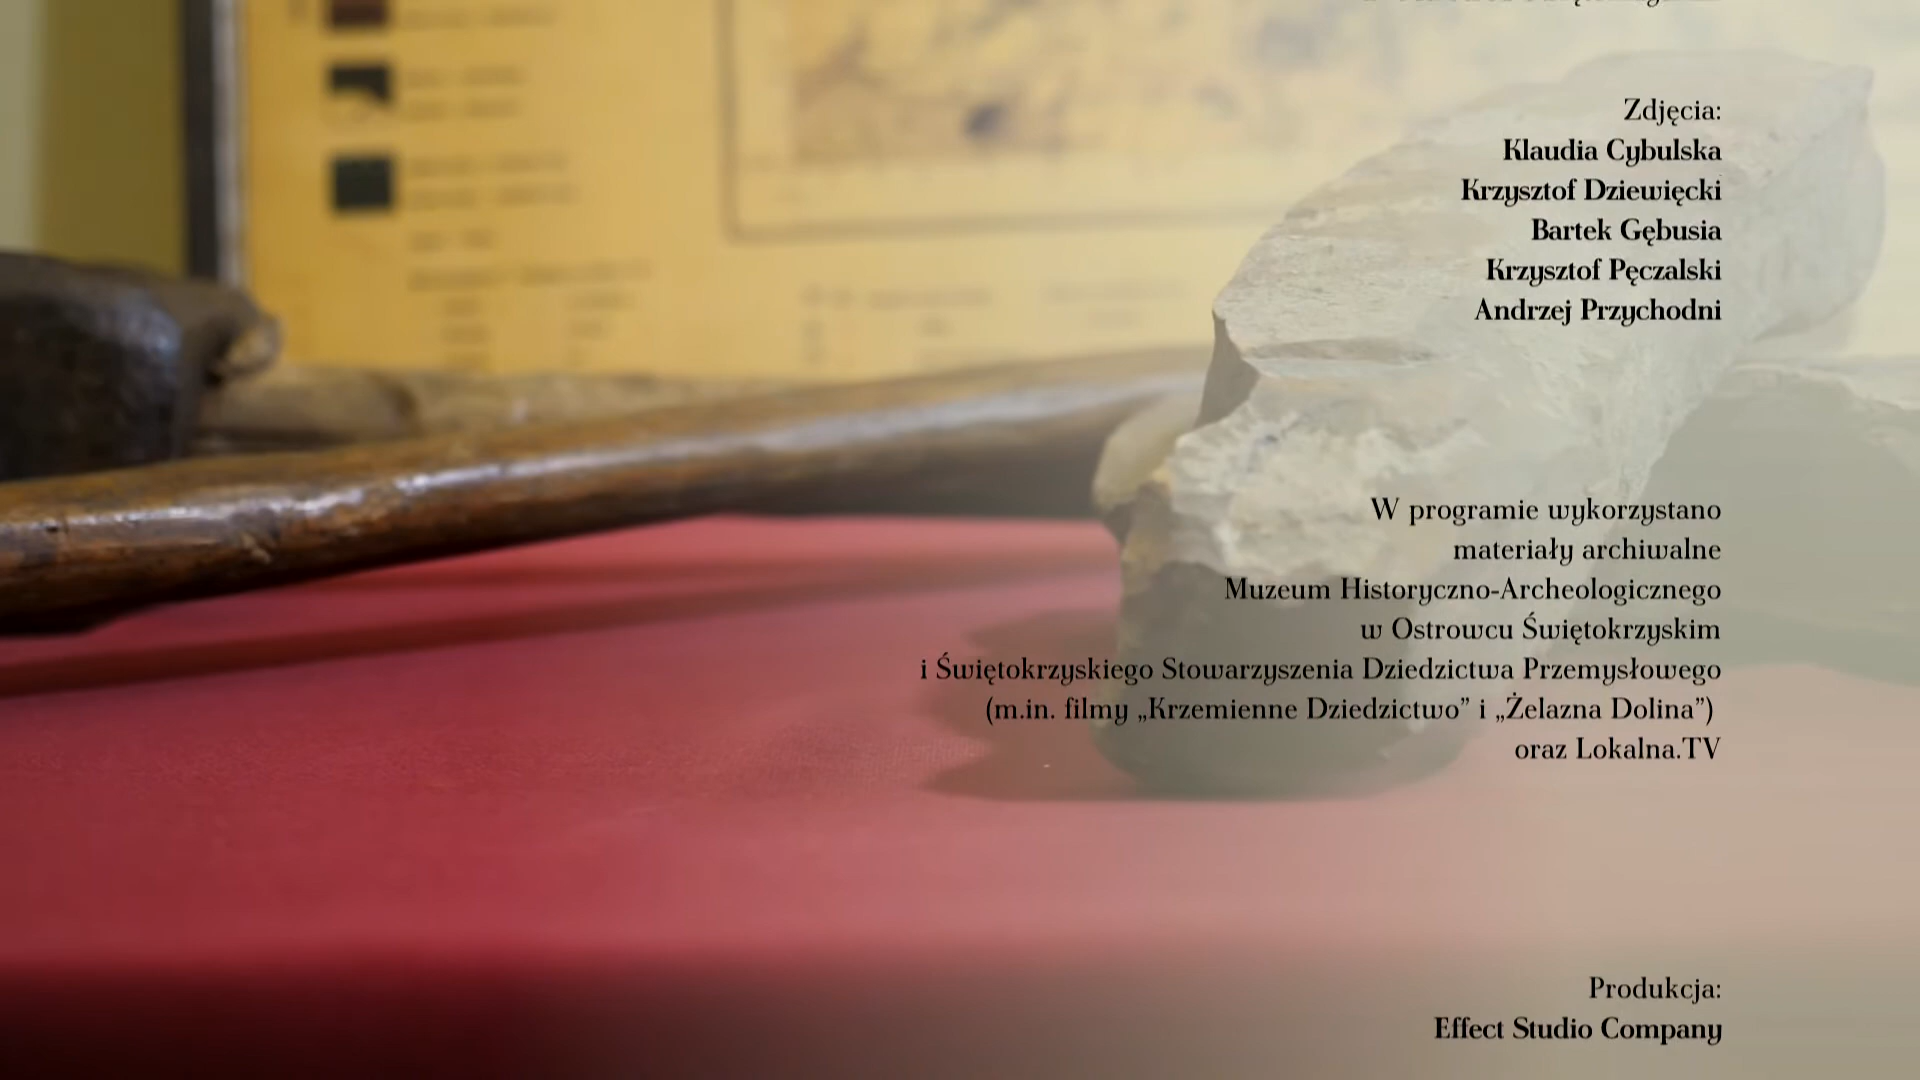 Zdjęcia:
Klaudia Cybulska
Krzysztof Dziewięcki
Bartek Gębusia
Krzysztof Pęczalski
Andrzej Przychodni
W programie wykorzystano
materiały archiwalne
Muzeum Historyczno-Archeologicznego
w Ostrowcu Świętokrzyskim
i Świętokrzyskiego Stowarzyszenia Dziedzictwa Przemysłowego
(m.in. filmy „Krzemienne Dziedzictwo” i „Żelazna Dolina”)
oraz Lokalna.TV
Produkcja:
Effect Studio Company